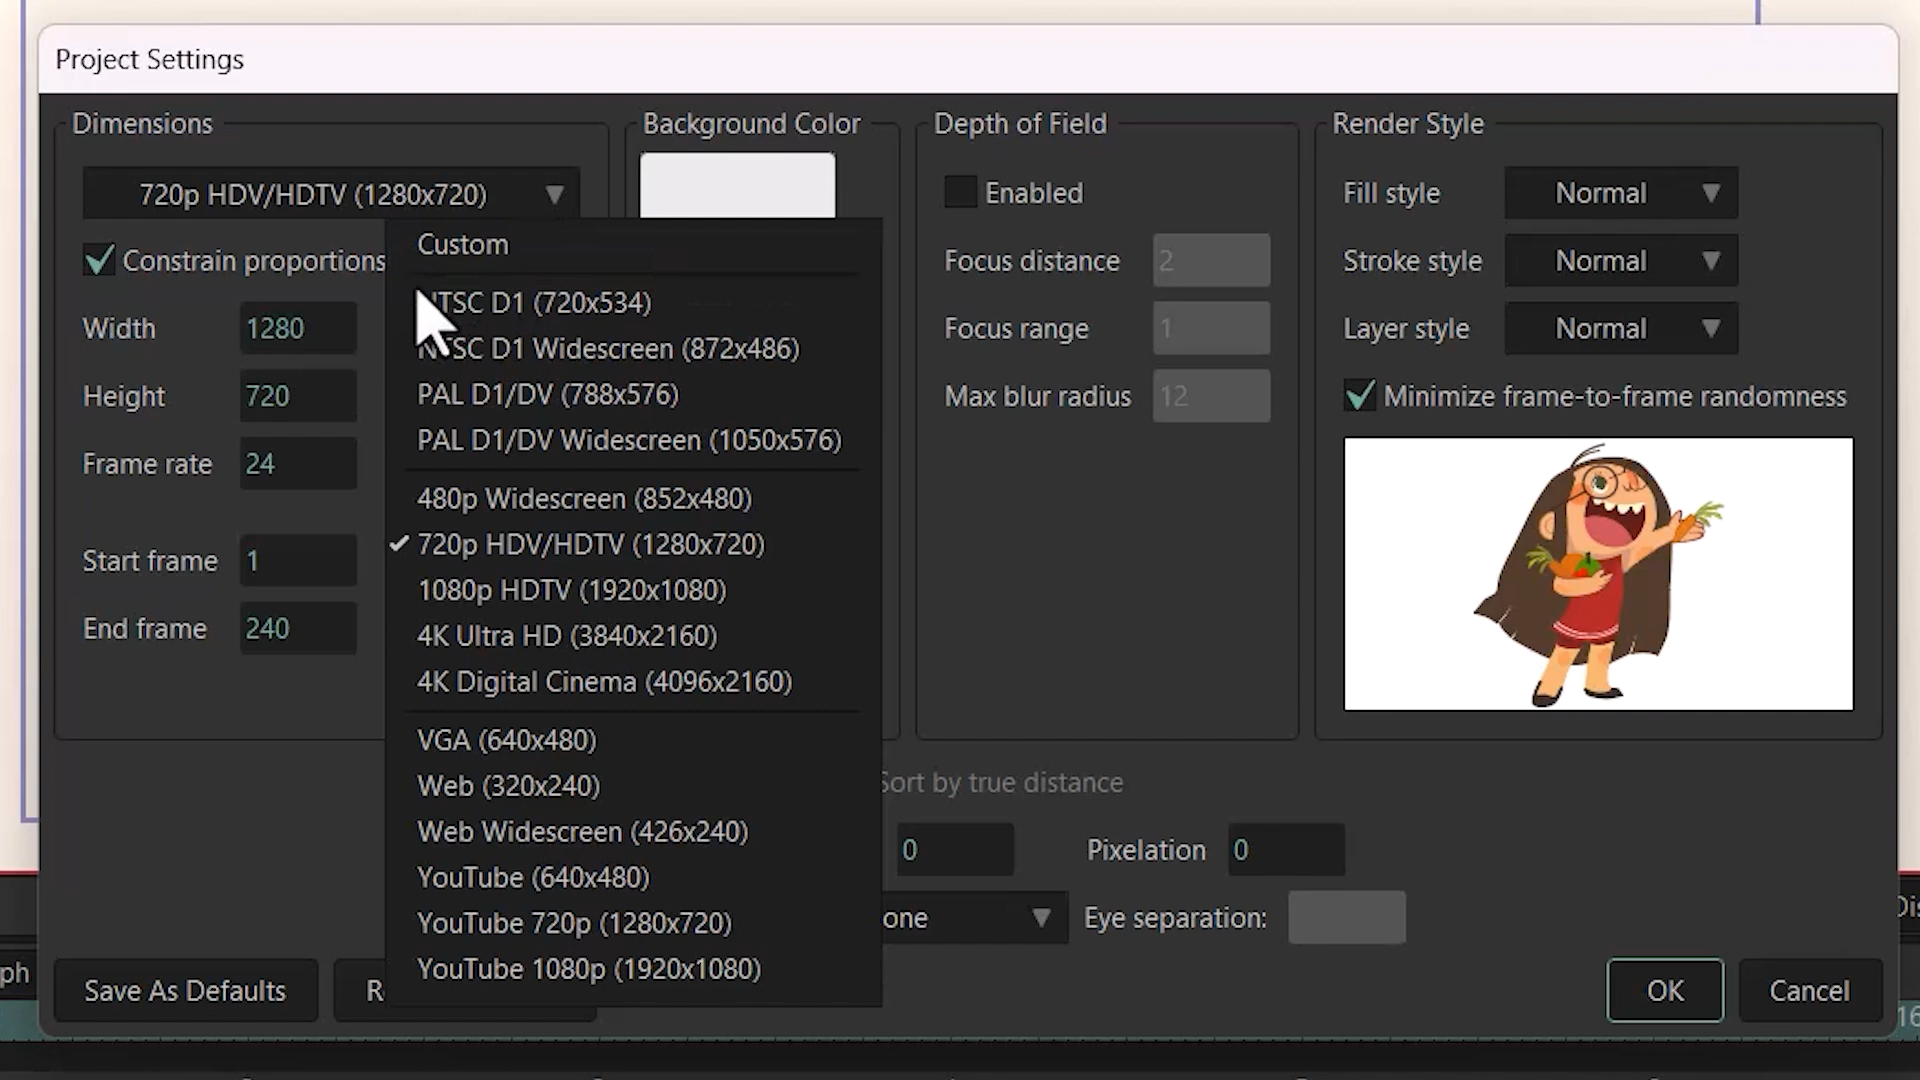 Project Settings
Dimensions
Background Color
Depth of Field
Render Style
720p HDV/HDTV (1280x720)
Constrain proportions
Width 1280
Height 720
Frame rate 24
Start frame 1
End frame 240
Custom
NTSC D1 (720x534)
NTSC D1 Widescreen (872x486)
PAL D1/DV (788x576)
PAL D1/DV Widescreen (1050x576)
480p Widescreen (852x480)
720p HDV/HDTV (1280x720)
1080p HDTV (1920x1080)
4K Ultra HD (3840x2160)
4K Digital Cinema (4096x2160)
VGA (640x480)
Web (320x240)
Web Widescreen (426x240)
YouTube (640x480)
YouTube 720p (1280x720)
YouTube 1080p (1920x1080)
Enabled
Focus distance 2
Focus range 1
Max blur radius 12
Fill style Normal
Stroke style Normal
Layer style Normal
Minimize frame-to-frame randomness
Sort by true distance
0 Pixelation 0
one Eye separation:
ph
Save As Defaults
OK
Cancel